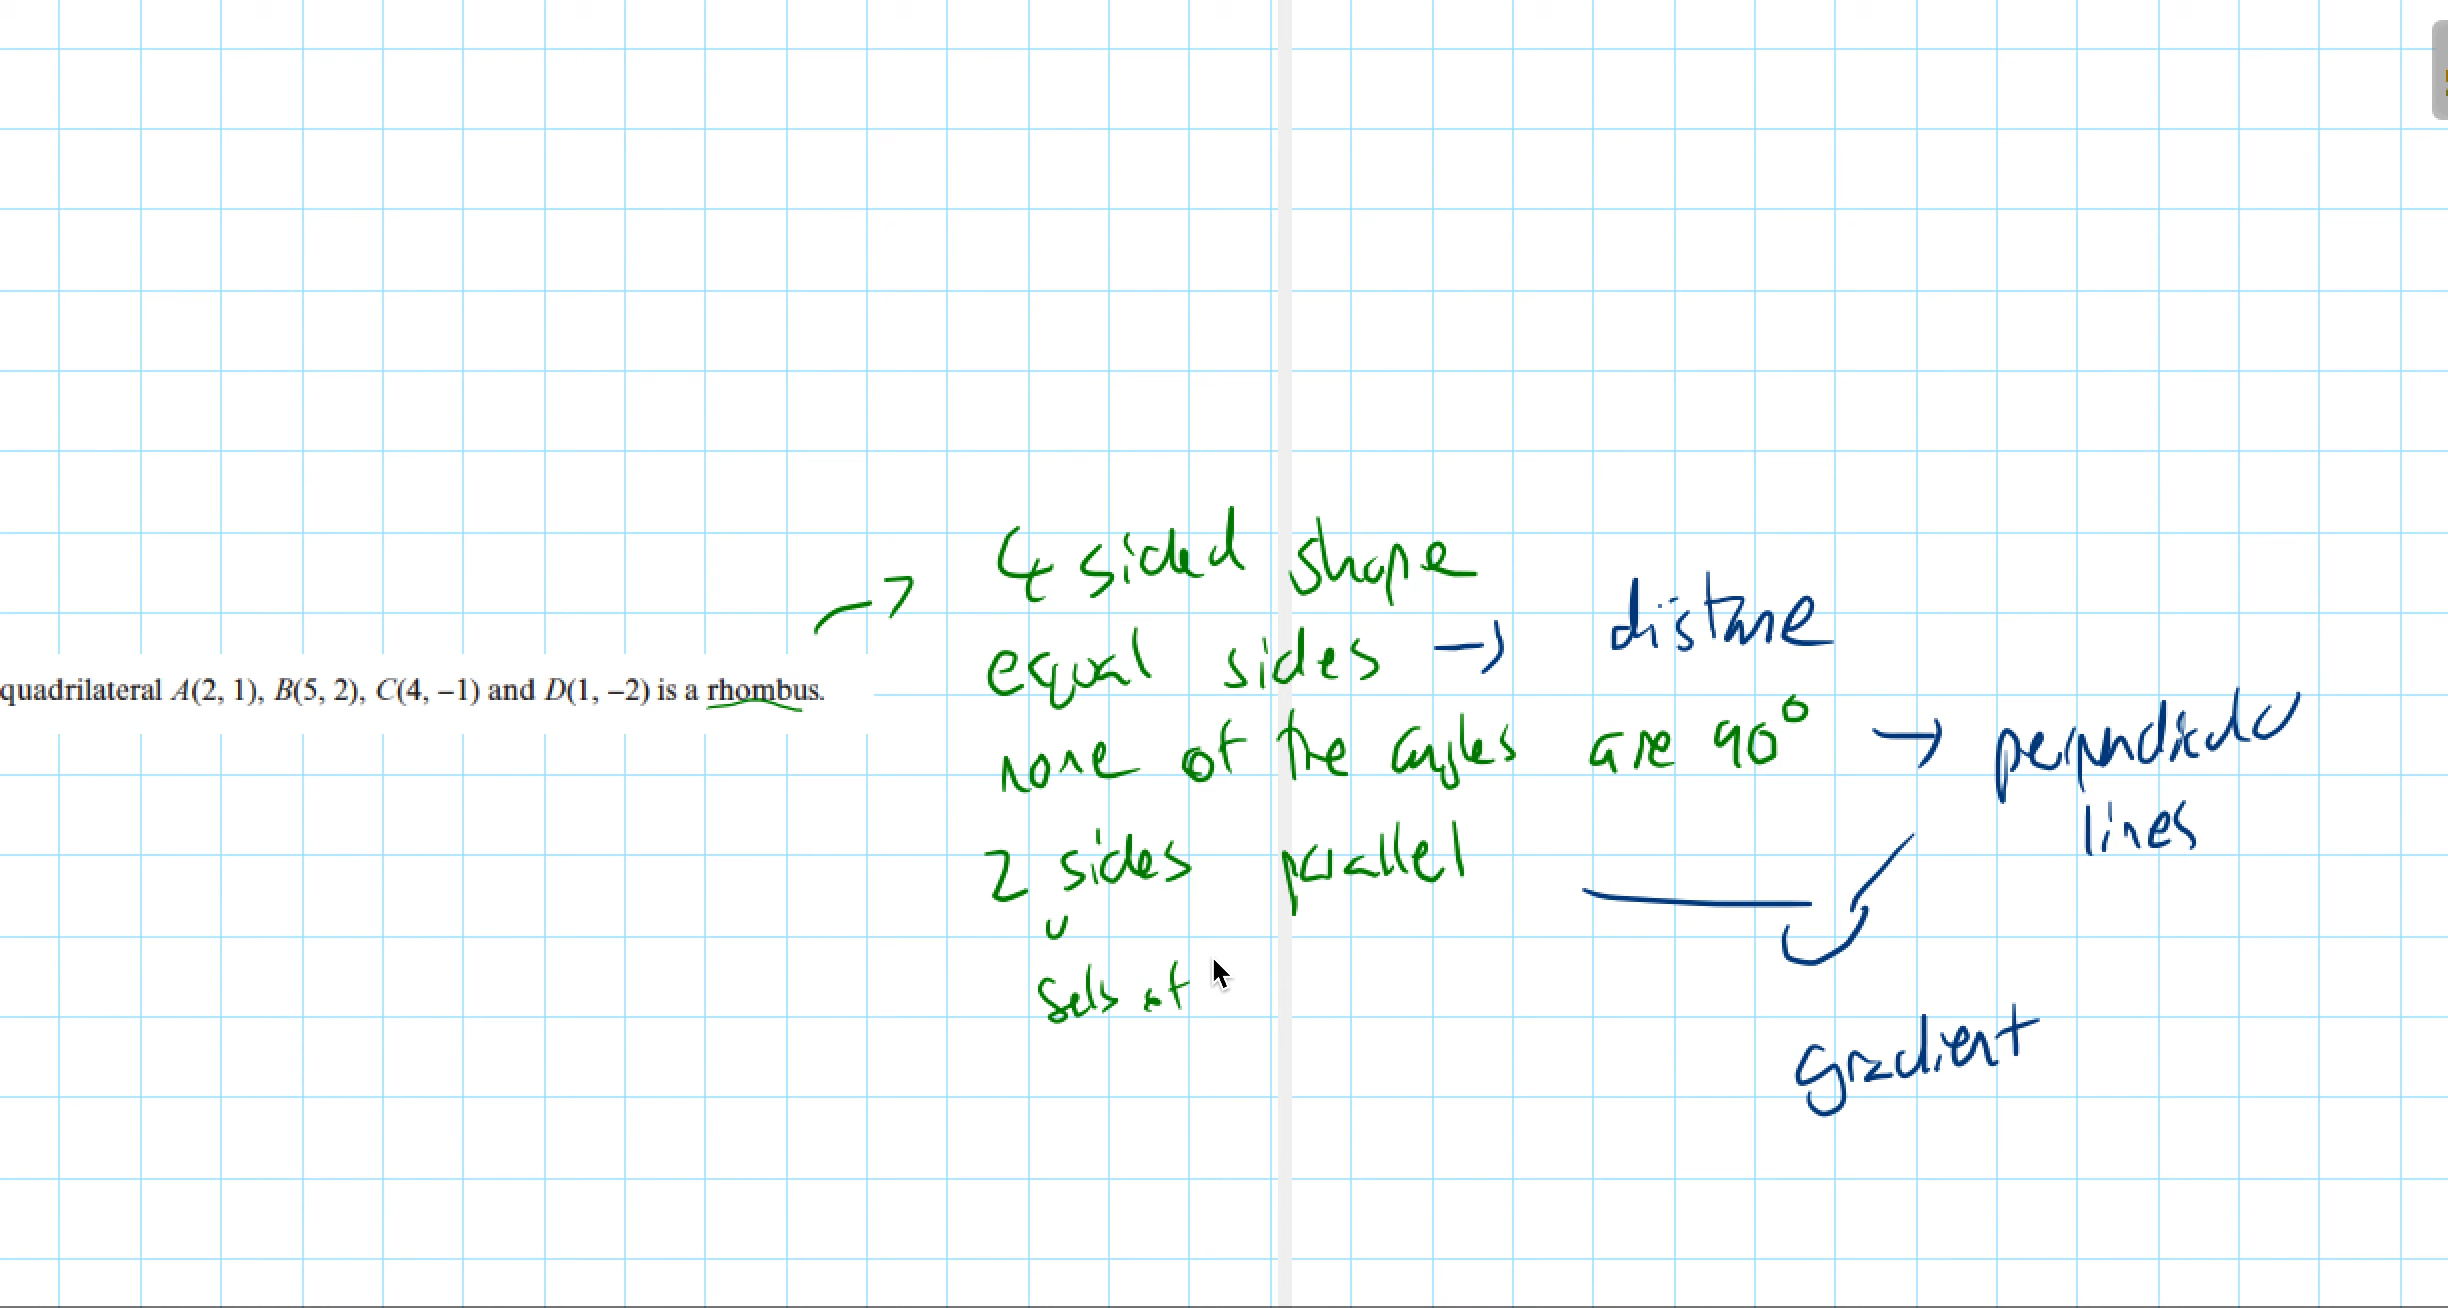 4 sided shape
equal sides → distane
quadrilateral A(2, 1), B(5, 2), C(4, –1) and D(1, –2) is a rhombus.
none of the angles are 90° →
lines
2 sides parallel
sets of
gradient